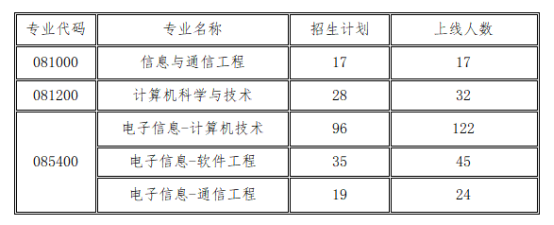 专业代码 专业名称 招生计划 上线人数
081000 信息与通信工程 17 17
081200 计算机科学与技术 28 32
电子信息-计算机技术 96 122
085400 电子信息-软件工程 35 45
电子信息-通信工程 19 24